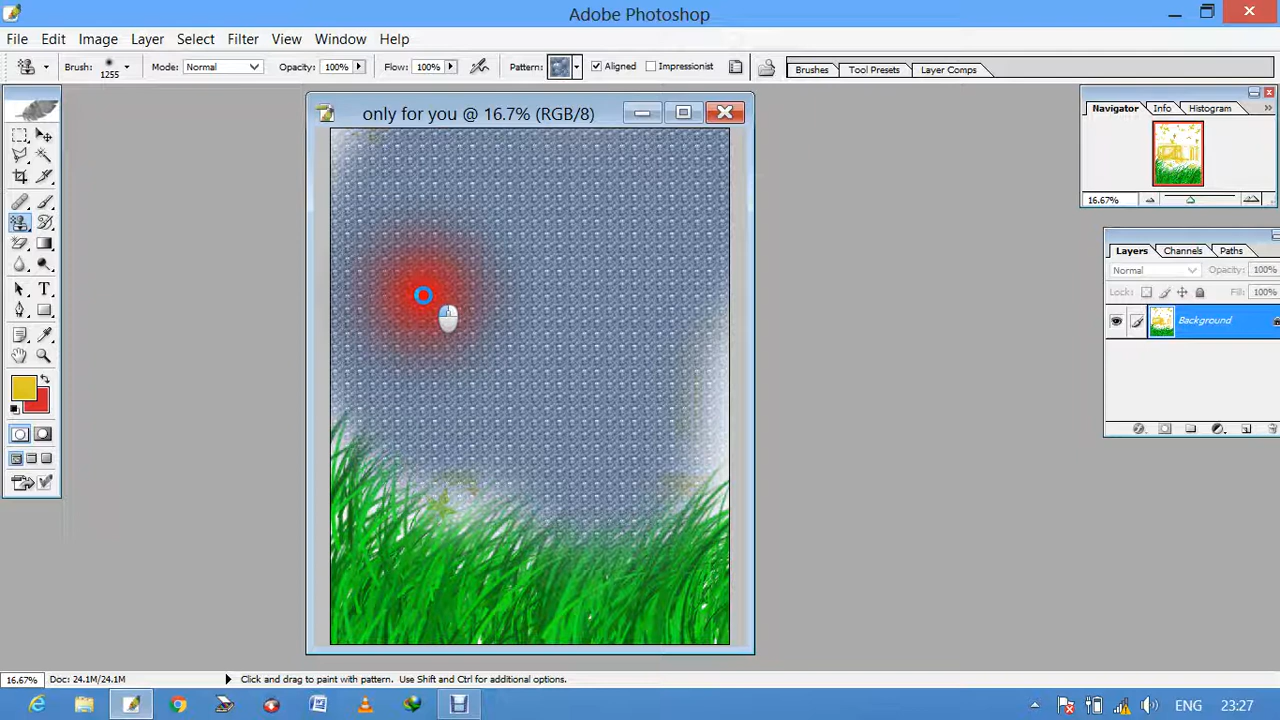 Adobe Photoshop
File Edit Image Layer Select Filter View Window Help
Brush: 1255 Mode: Normal Opacity: 100% Flow: 100% Pattern: Aligned Impressionist Brushes Tool Presets Layer Comps
only for you @ 16.7% (RGB/8)
Navigator Info Histogram
16.67%
Layers Channels Paths
Normal Opacity: 100%
Lock: Fill: 100%
Background
16.67% Doc: 24.1M/24.1M Click and drag to paint with pattern. Use Shift and Ctrl for additional options.
ENG 23:27